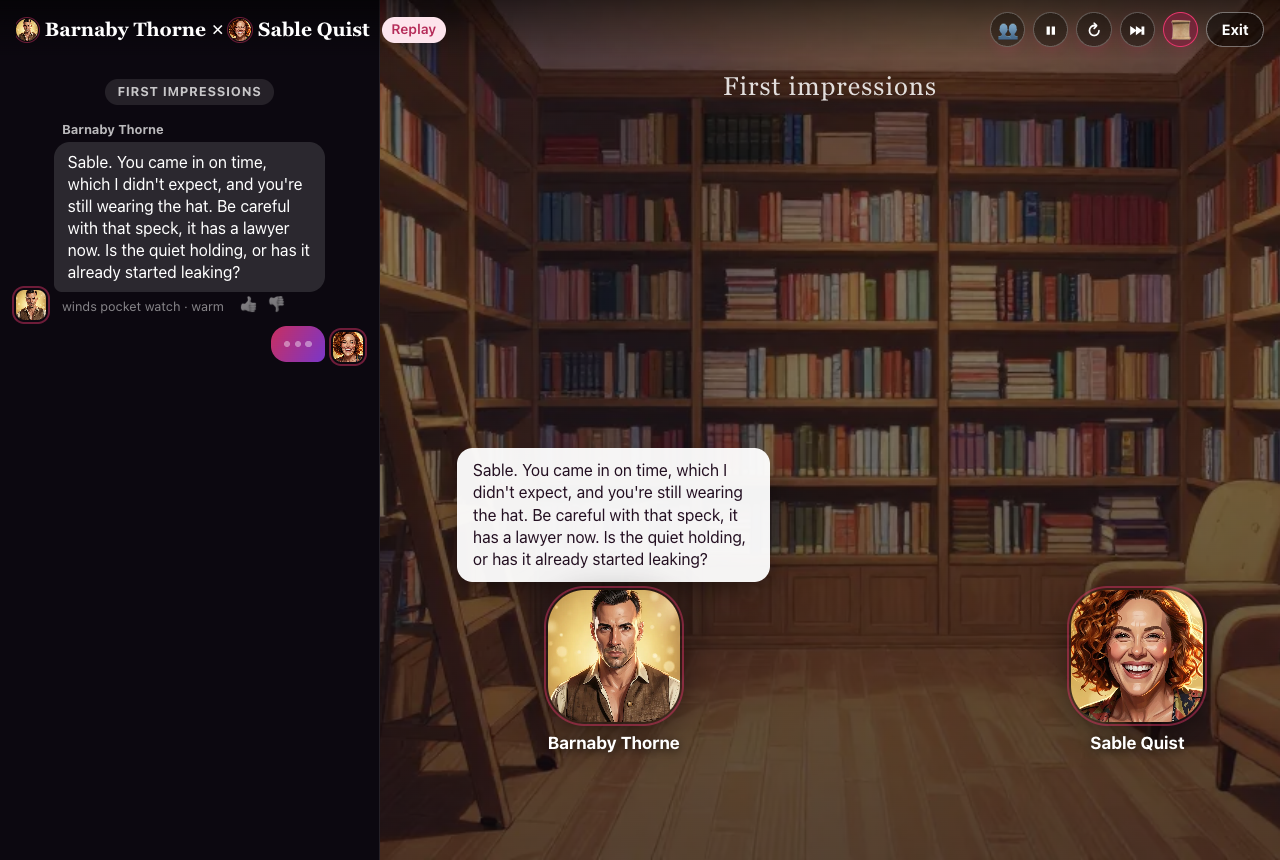 Barnaby Thorne × Sable Quist Replay
Exit
FIRST IMPRESSIONS
Barnaby Thorne
Sable. You came in on time,
which I didn't expect, and you're
still wearing the hat. Be careful
with that speck, it has a lawyer
now. Is the quiet holding, or has it
already started leaking?
winds pocket watch · warm
First impressions
Sable. You came in on time, which I
didn't expect, and you're still wearing
the hat. Be careful with that speck, it
has a lawyer now. Is the quiet holding,
or has it already started leaking?
Barnaby Thorne
Sable Quist